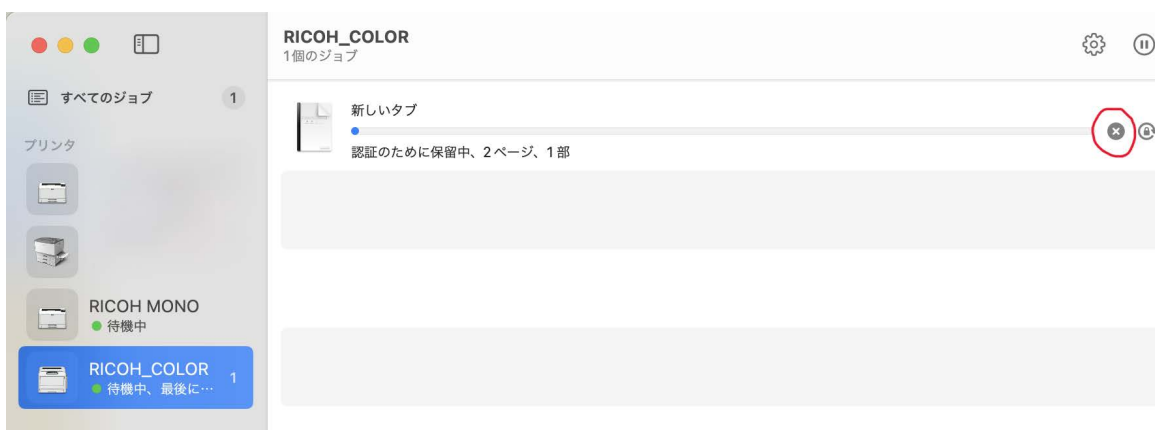 RICOH_COLOR
1個のジョブ
すべてのジョブ 1
新しいタブ
プリンタ
認証のために保留中、2 ページ、1 部
RICOH MONO
待機中
RICOH_COLOR 1
待機中、最後に…